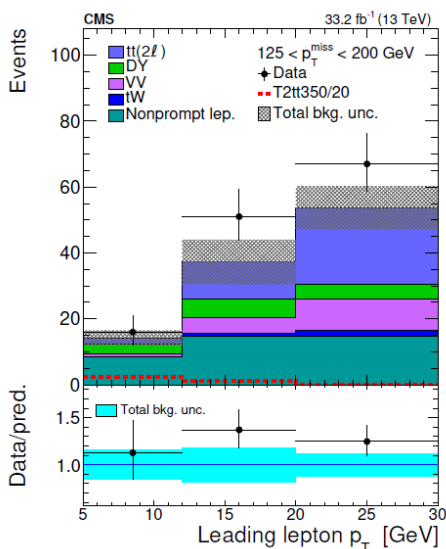 CMS 33.2 fb⁻¹ (13 TeV)
Events
100
80
60
40
20
0
tt(2ℓ)
DY
VV
tW
Nonprompt lep.
125 < p_T^miss < 200 GeV
Data
T2tt350/20
Total bkg. unc.
Data/pred.
1.5
1.0
Total bkg. unc.
5 10 15 20 25 30
Leading lepton p_T [GeV]